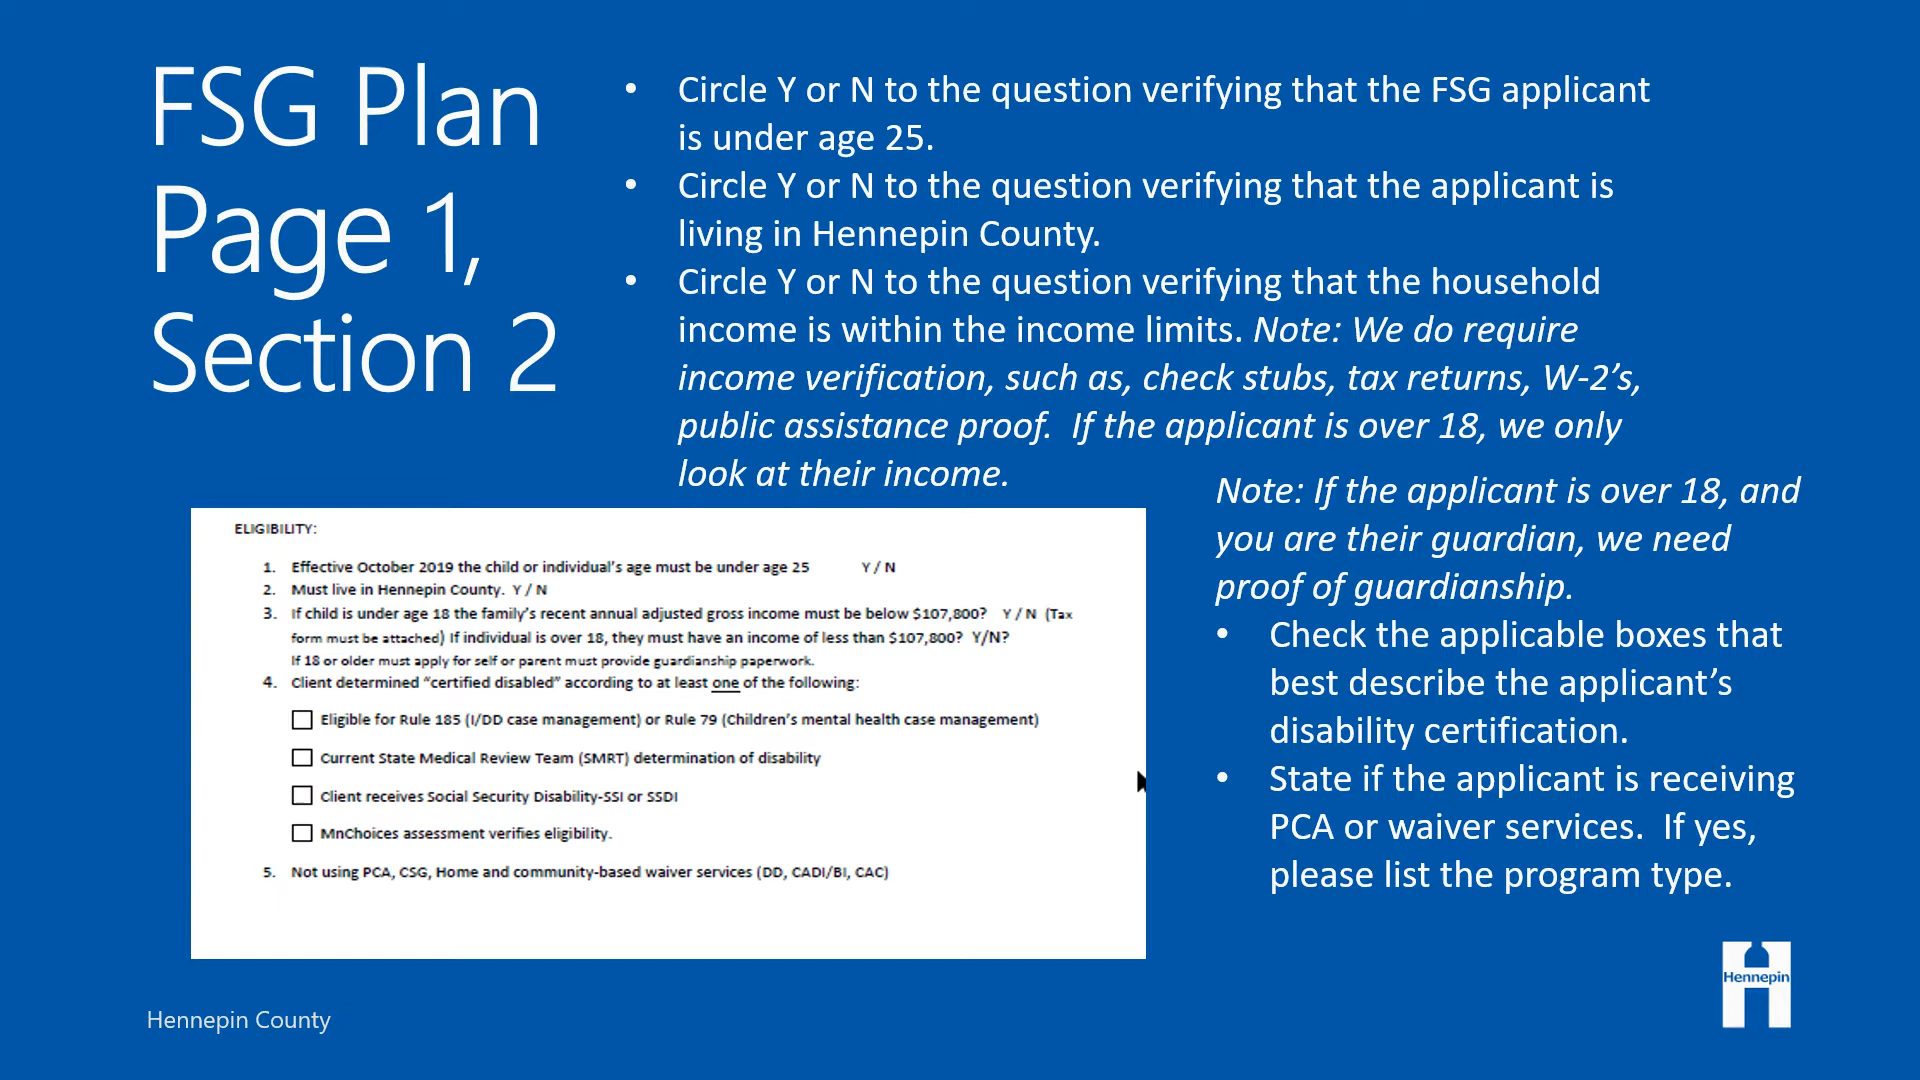 FSG Plan
Page 1,
Section 2
• Circle Y or N to the question verifying that the FSG applicant
is under age 25.
• Circle Y or N to the question verifying that the applicant is
living in Hennepin County.
• Circle Y or N to the question verifying that the household
income is within the income limits. Note: We do require
income verification, such as, check stubs, tax returns, W-2’s,
public assistance proof.  If the applicant is over 18, we only
look at their income.
Note: If the applicant is over 18, and
you are their guardian, we need
proof of guardianship.
• Check the applicable boxes that
best describe the applicant’s
disability certification.
• State if the applicant is receiving
PCA or waiver services.  If yes,
please list the program type.
ELIGIBILITY:
1. Effective October 2019 the child or individual’s age must be under age 25 Y / N
2. Must live in Hennepin County. Y / N
3. If child is under age 18 the family’s recent annual adjusted gross income must be below $107,800? Y / N (Tax
form must be attached) If individual is over 18, they must have an income of less than $107,800? Y/N?
If 18 or older must apply for self or parent must provide guardianship paperwork.
4. Client determined “certified disabled” according to at least one of the following:
Eligible for Rule 185 (I/DD case management) or Rule 79 (Children’s mental health case management)
Current State Medical Review Team (SMRT) determination of disability
Client receives Social Security Disability-SSI or SSDI
MnChoices assessment verifies eligibility.
5. Not using PCA, CSG, Home and community-based waiver services (DD, CADI/BI, CAC)
Hennepin County
Hennepin